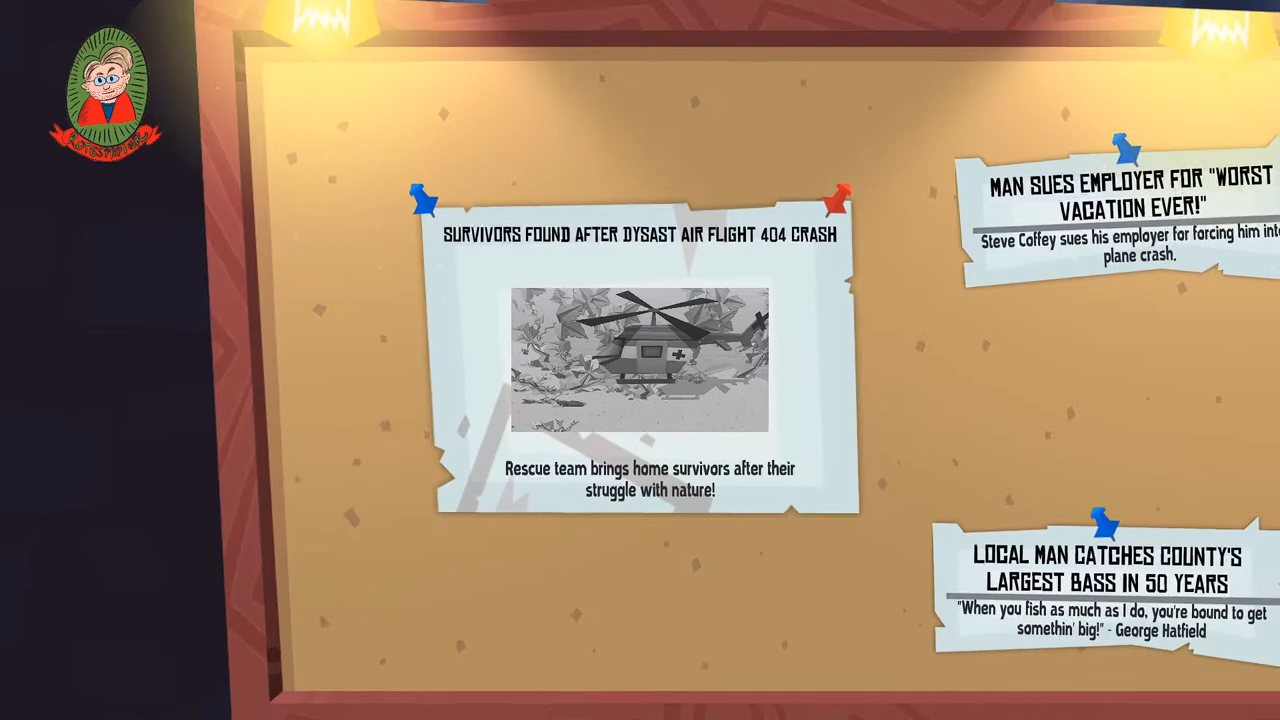 SURVIVORS FOUND AFTER DYSAST AIR FLIGHT 404 CRASH
Rescue team brings home survivors after their
struggle with nature!
MAN SUES EMPLOYER FOR "WORST
VACATION EVER!"
Steve Coffey sues his employer for forcing him into
plane crash.
LOCAL MAN CATCHES COUNTY'S
LARGEST BASS IN 50 YEARS
"When you fish as much as I do, you're bound to get
somethin' big!" - George Hatfield